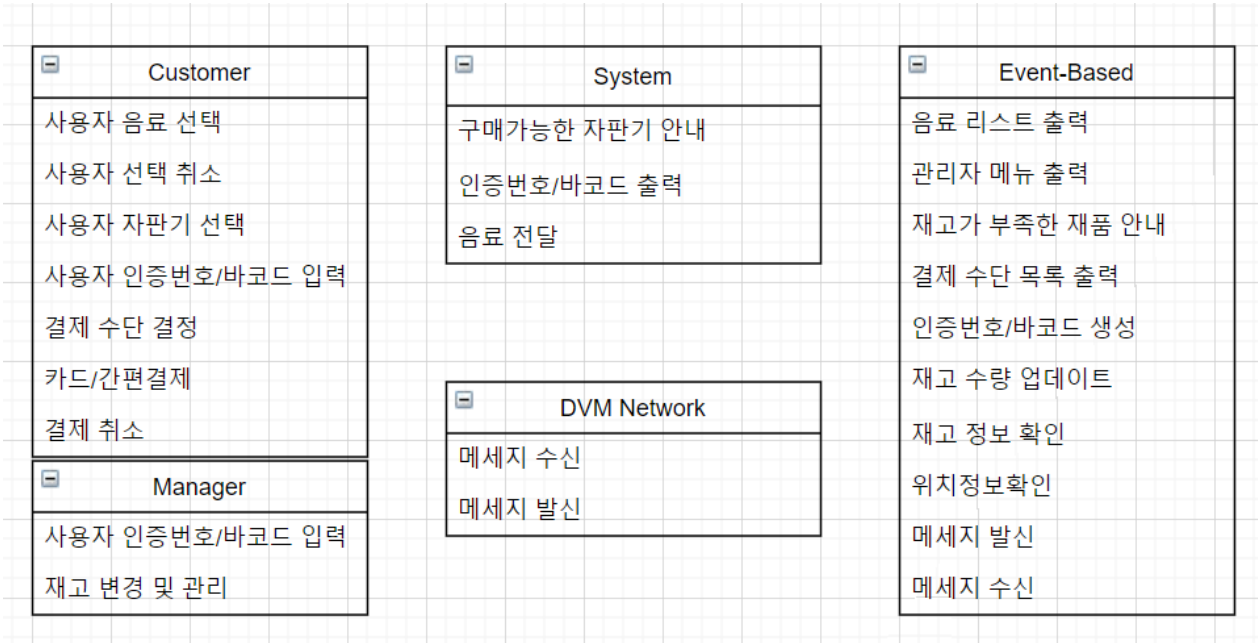 Customer
사용자 음료 선택
사용자 선택 취소
사용자 자판기 선택
사용자 인증번호/바코드 입력
결제 수단 결정
카드/간편결제
결제 취소
Manager
사용자 인증번호/바코드 입력
재고 변경 및 관리
System
구매가능한 자판기 안내
인증번호/바코드 출력
음료 전달
DVM Network
메세지 수신
메세지 발신
Event-Based
음료 리스트 출력
관리자 메뉴 출력
재고가 부족한 재품 안내
결제 수단 목록 출력
인증번호/바코드 생성
재고 수량 업데이트
재고 정보 확인
위치정보확인
메세지 발신
메세지 수신